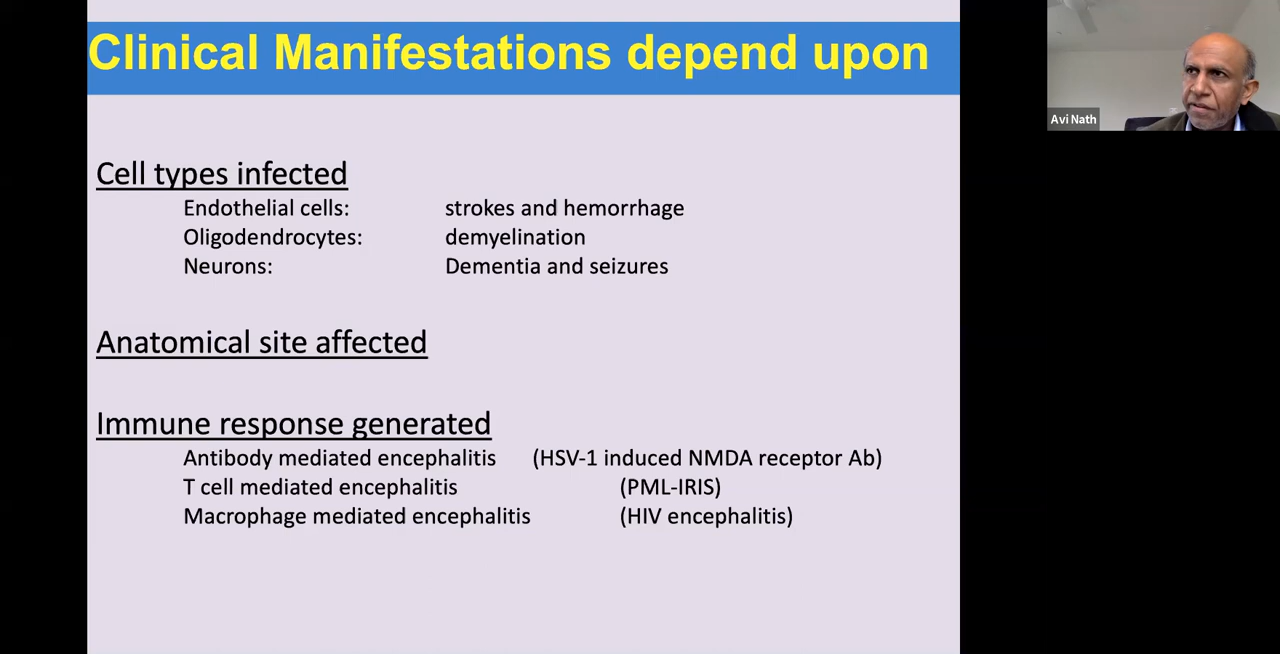 Clinical Manifestations depend upon
Avi Nath
Cell types infected
Endothelial cells: strokes and hemorrhage
Oligodendrocytes: demyelination
Neurons: Dementia and seizures
Anatomical site affected
Immune response generated
Antibody mediated encephalitis (HSV-1 induced NMDA receptor Ab)
T cell mediated encephalitis (PML-IRIS)
Macrophage mediated encephalitis (HIV encephalitis)